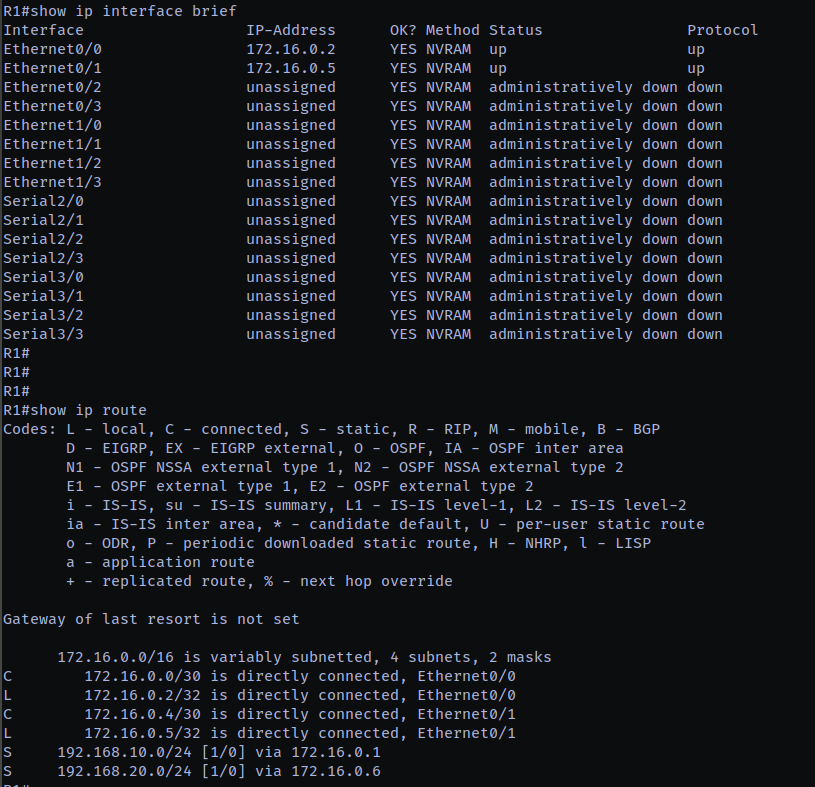 R1#show ip interface brief
Interface                  IP-Address      OK? Method Status                Protocol
Ethernet0/0                172.16.0.2      YES NVRAM  up                    up
Ethernet0/1                172.16.0.5      YES NVRAM  up                    up
Ethernet0/2                unassigned      YES NVRAM  administratively down down
Ethernet0/3                unassigned      YES NVRAM  administratively down down
Ethernet1/0                unassigned      YES NVRAM  administratively down down
Ethernet1/1                unassigned      YES NVRAM  administratively down down
Ethernet1/2                unassigned      YES NVRAM  administratively down down
Ethernet1/3                unassigned      YES NVRAM  administratively down down
Serial2/0                  unassigned      YES NVRAM  administratively down down
Serial2/1                  unassigned      YES NVRAM  administratively down down
Serial2/2                  unassigned      YES NVRAM  administratively down down
Serial2/3                  unassigned      YES NVRAM  administratively down down
Serial3/0                  unassigned      YES NVRAM  administratively down down
Serial3/1                  unassigned      YES NVRAM  administratively down down
Serial3/2                  unassigned      YES NVRAM  administratively down down
Serial3/3                  unassigned      YES NVRAM  administratively down down
R1#
R1#
R1#
R1#show ip route
Codes: L - local, C - connected, S - static, R - RIP, M - mobile, B - BGP
       D - EIGRP, EX - EIGRP external, O - OSPF, IA - OSPF inter area
       N1 - OSPF NSSA external type 1, N2 - OSPF NSSA external type 2
       E1 - OSPF external type 1, E2 - OSPF external type 2
       i - IS-IS, su - IS-IS summary, L1 - IS-IS level-1, L2 - IS-IS level-2
       ia - IS-IS inter area, * - candidate default, U - per-user static route
       o - ODR, P - periodic downloaded static route, H - NHRP, l - LISP
       a - application route
       + - replicated route, % - next hop override
Gateway of last resort is not set
      172.16.0.0/16 is variably subnetted, 4 subnets, 2 masks
C        172.16.0.0/30 is directly connected, Ethernet0/0
L        172.16.0.2/32 is directly connected, Ethernet0/0
C        172.16.0.4/30 is directly connected, Ethernet0/1
L        172.16.0.5/32 is directly connected, Ethernet0/1
S     192.168.10.0/24 [1/0] via 172.16.0.1
S     192.168.20.0/24 [1/0] via 172.16.0.6